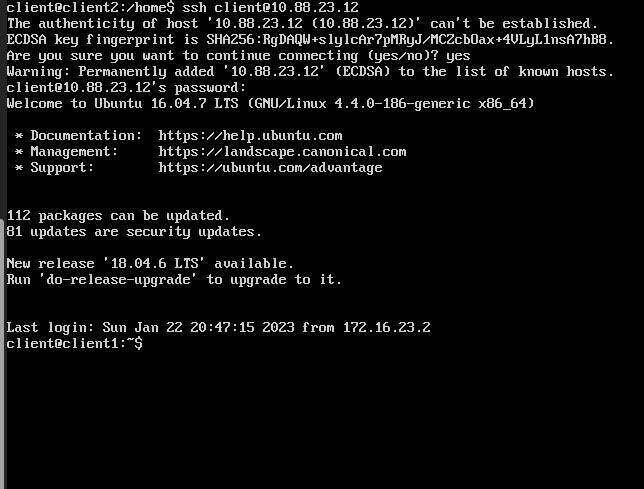 client@client2:/home$ ssh client@10.88.23.12
The authenticity of host '10.88.23.12 (10.88.23.12)' can't be established.
ECDSA key fingerprint is SHA256:RgDAQW+slylcAr7pMRyJ/MCZcbOax+4VLyL1nsA7hB8.
Are you sure you want to continue connecting (yes/no)? yes
Warning: Permanently added '10.88.23.12' (ECDSA) to the list of known hosts.
client@10.88.23.12's password:
Welcome to Ubuntu 16.04.7 LTS (GNU/Linux 4.4.0-186-generic x86_64)
* Documentation:  https://help.ubuntu.com
* Management:     https://landscape.canonical.com
* Support:        https://ubuntu.com/advantage
112 packages can be updated.
81 updates are security updates.
New release '18.04.6 LTS' available.
Run 'do-release-upgrade' to upgrade to it.
Last login: Sun Jan 22 20:47:15 2023 from 172.16.23.2
client@client1:~$